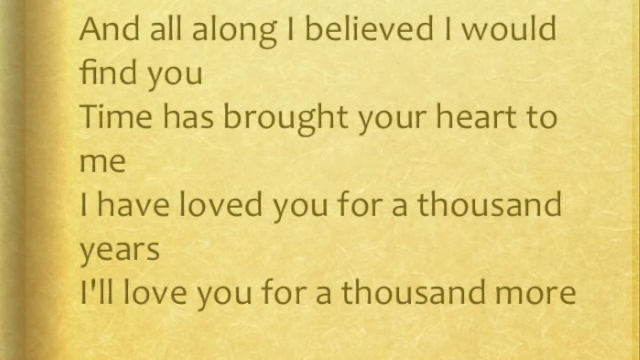 And all along I believed I would
find you
Time has brought your heart to
me
I have loved you for a thousand
years
I'll love you for a thousand more